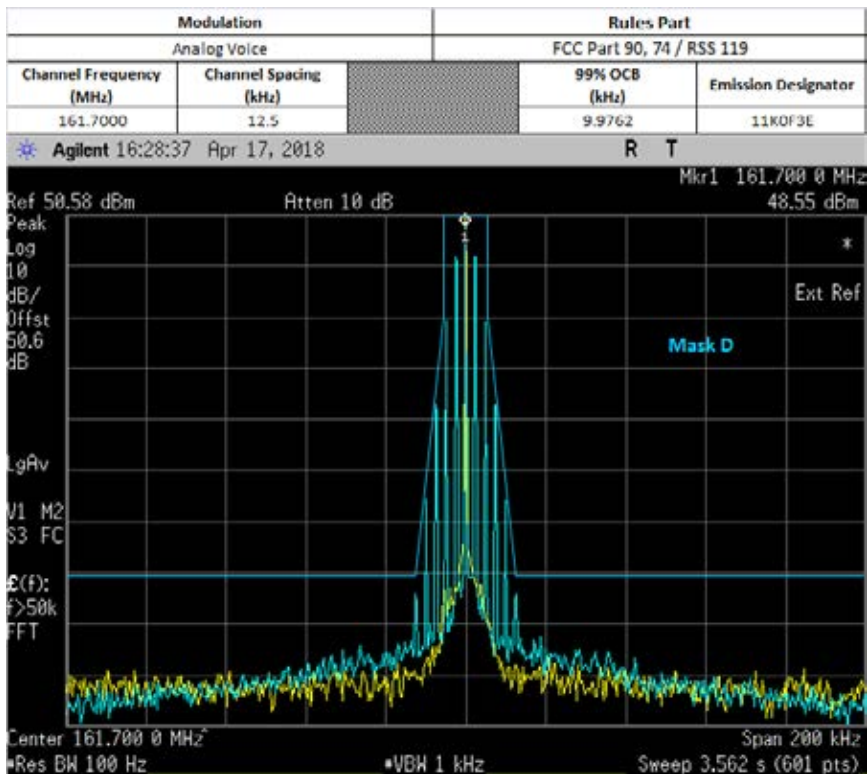 Modulation Rules Part
Analog Voice FCC Part 90, 74 / RSS 119
Channel Frequency (MHz) Channel Spacing (kHz) 99% OCB (kHz) Emission Designator
161.7000 12.5 9.9762 11K0F3E
Agilent 16:28:37 Apr 17, 2018 R T
Mkr1 161.700 0 MHz
Ref 50.58 dBm Atten 10 dB 48.55 dBm
Peak
Log
10
dB/
Offst
50.6
dB
1
*
Ext Ref
Mask D
LgAv
V1 M2
S3 FC
£(f):
f>50k
FFT
Center 161.700 0 MHz^ Span 200 kHz
*Res BW 100 Hz *VBW 1 kHz Sweep 3.562 s (601 pts)